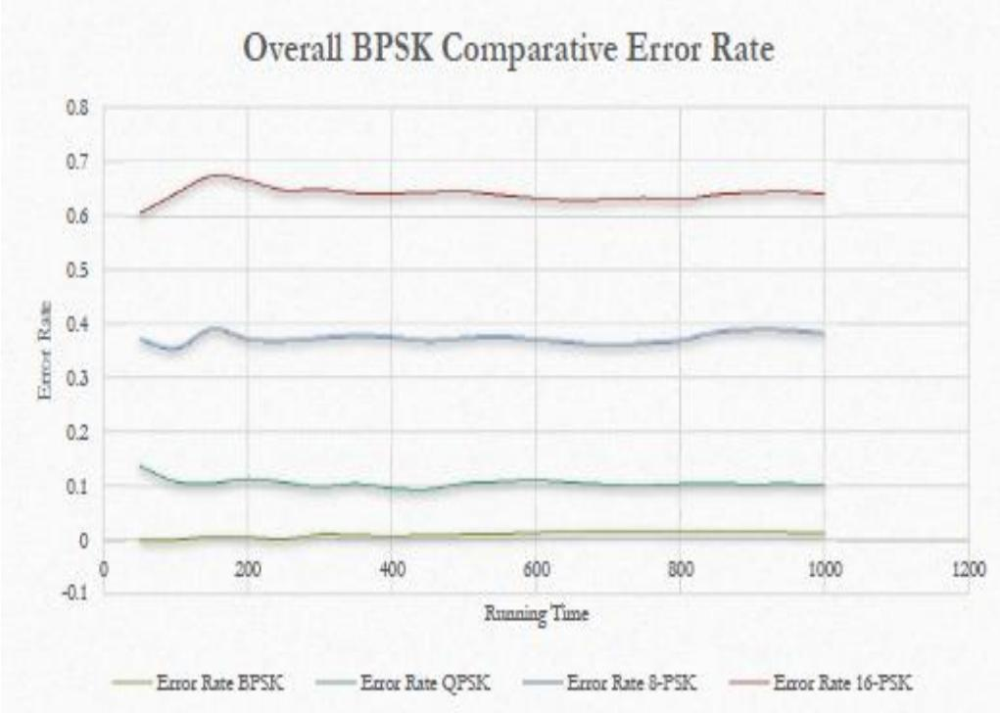 Overall BPSK Comparative Error Rate
0.8
0.7
0.6
0.5
0.4
0.3
0.2
0.1
0
-0.1
Error Rate
0 200 400 600 800 1000 1200
Running Time
Error Rate BPSK Error Rate QPSK Error Rate 8-PSK Error Rate 16-PSK